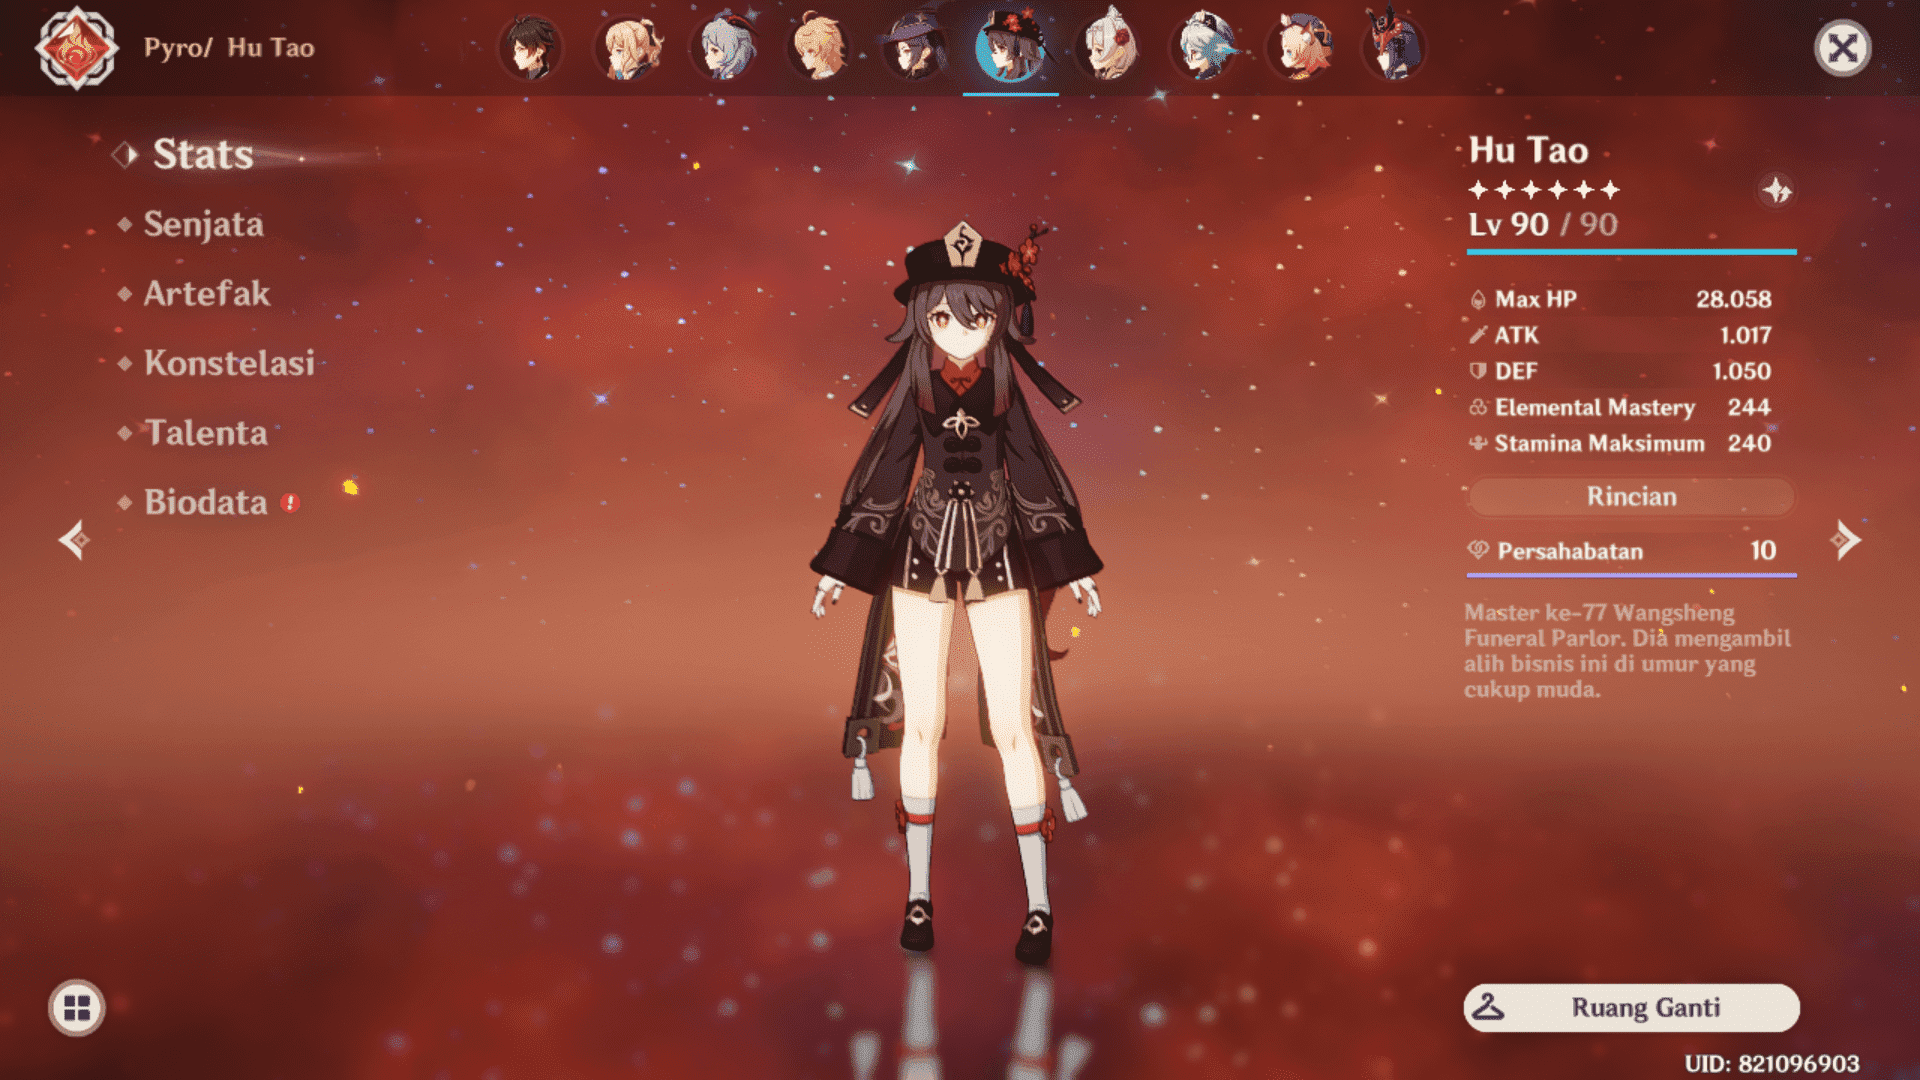 Pyro/ Hu Tao
Stats
Senjata
Artefak
Konstelasi
Talenta
Biodata
Hu Tao
Lv 90 / 90
Max HP 28.058
ATK 1.017
DEF 1.050
Elemental Mastery 244
Stamina Maksimum 240
Rincian
Persahabatan 10
Master ke-77 Wangsheng
Funeral Parlor. Dia mengambil
alih bisnis ini di umur yang
cukup muda.
Ruang Ganti
UID: 821096903